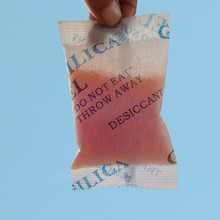 SILICA G
L
"DO NOT EAT"
THROW AWAY
DESICCANT
SILICA G